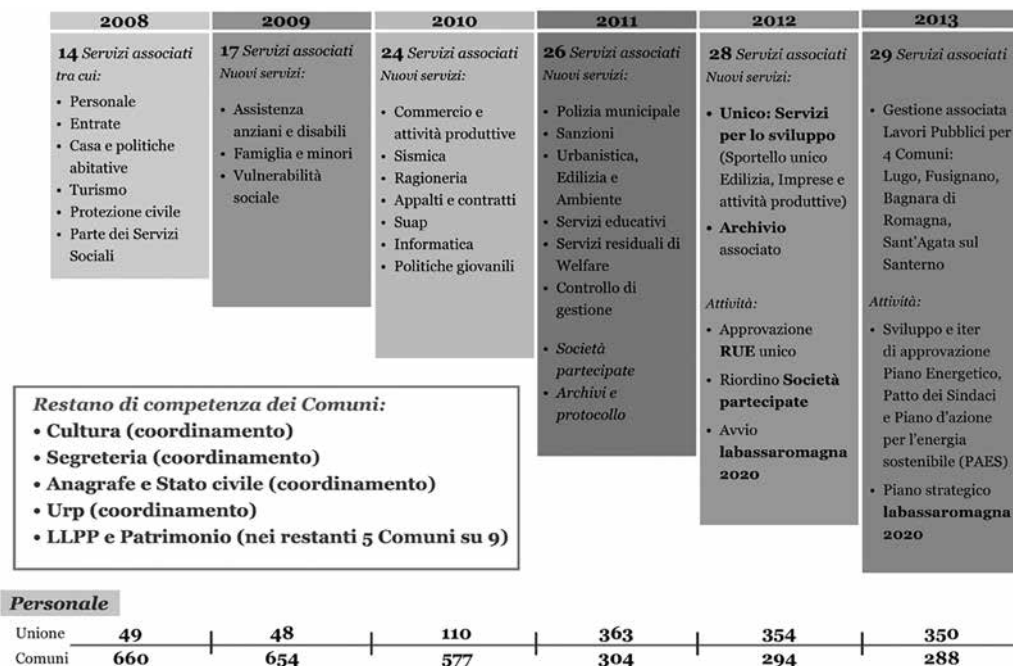 2008
14 Servizi associati
tra cui:
• Personale
• Entrate
• Casa e politiche
abitative
• Turismo
• Protezione civile
• Parte dei Servizi
Sociali
2009
17 Servizi associati
Nuovi servizi:
• Assistenza
anziani e disabili
• Famiglia e minori
• Vulnerabilità
sociale
2010
24 Servizi associati
Nuovi servizi:
• Commercio e
attività produttive
• Sismica
• Ragioneria
• Appalti e contratti
• Suap
• Informatica
• Politiche giovanili
2011
26 Servizi associati
Nuovi servizi:
• Polizia municipale
• Sanzioni
• Urbanistica,
Edilizia e
Ambiente
• Servizi educativi
• Servizi residuali di
Welfare
• Controllo di
gestione
• Società
partecipate
• Archivi e
protocollo
2012
28 Servizi associati
Nuovi servizi:
• Unico: Servizi
per lo sviluppo
(Sportello unico
Edilizia, Imprese e
attività produttive)
• Archivio
associato
Attività:
• Approvazione
RUE unico
• Riordino Società
partecipate
• Avvio
labassaromagna
2020
2013
29 Servizi associati
• Gestione associata
Lavori Pubblici per
4 Comuni:
Lugo, Fusignano,
Bagnara di
Romagna,
Sant'Agata sul
Santerno
Attività:
• Sviluppo e iter
di approvazione
Piano Energetico,
Patto dei Sindaci
e Piano d'azione
per l'energia
sostenibile (PAES)
• Piano strategico
labassaromagna
2020
Restano di competenza dei Comuni:
• Cultura (coordinamento)
• Segreteria (coordinamento)
• Anagrafe e Stato civile (coordinamento)
• Urp (coordinamento)
• LLPP e Patrimonio (nei restanti 5 Comuni su 9)
Personale
Unione 49 48 110 363 354 350
Comuni 660 654 577 304 294 288